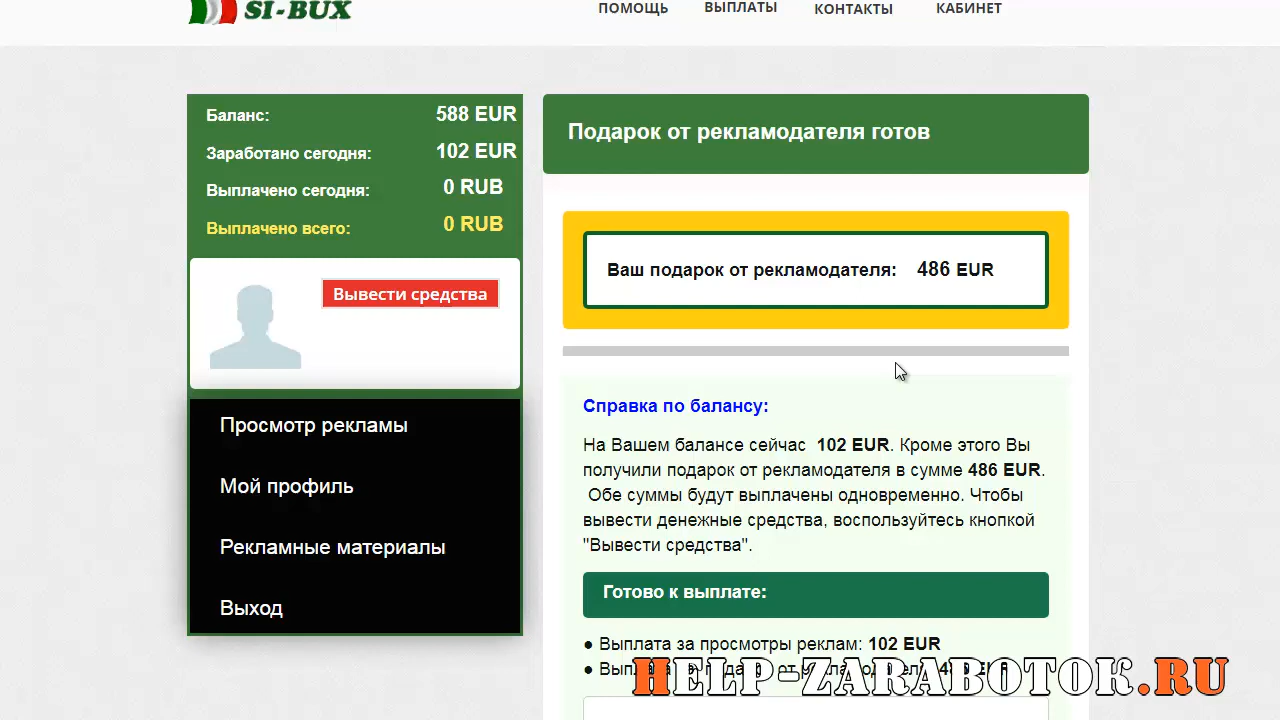 SI-BUX
ПОМОЩЬ ВЫПЛАТЫ КОНТАКТЫ КАБИНЕТ
Баланс: 588 EUR
Заработано сегодня: 102 EUR
Выплачено сегодня: 0 RUB
Выплачено всего: 0 RUB
Вывести средства
Просмотр рекламы
Мой профиль
Рекламные материалы
Выход
Подарок от рекламодателя готов
Ваш подарок от рекламодателя: 486 EUR
Справка по балансу:
На Вашем балансе сейчас 102 EUR. Кроме этого Вы
получили подарок от рекламодателя в сумме 486 EUR.
Обе суммы будут выплачены одновременно. Чтобы
вывести денежные средства, воспользуйтесь кнопкой
"Вывести средства".
Готово к выплате:
● Выплата за просмотры реклам: 102 EUR
HELP-ZARABOTOK.RU